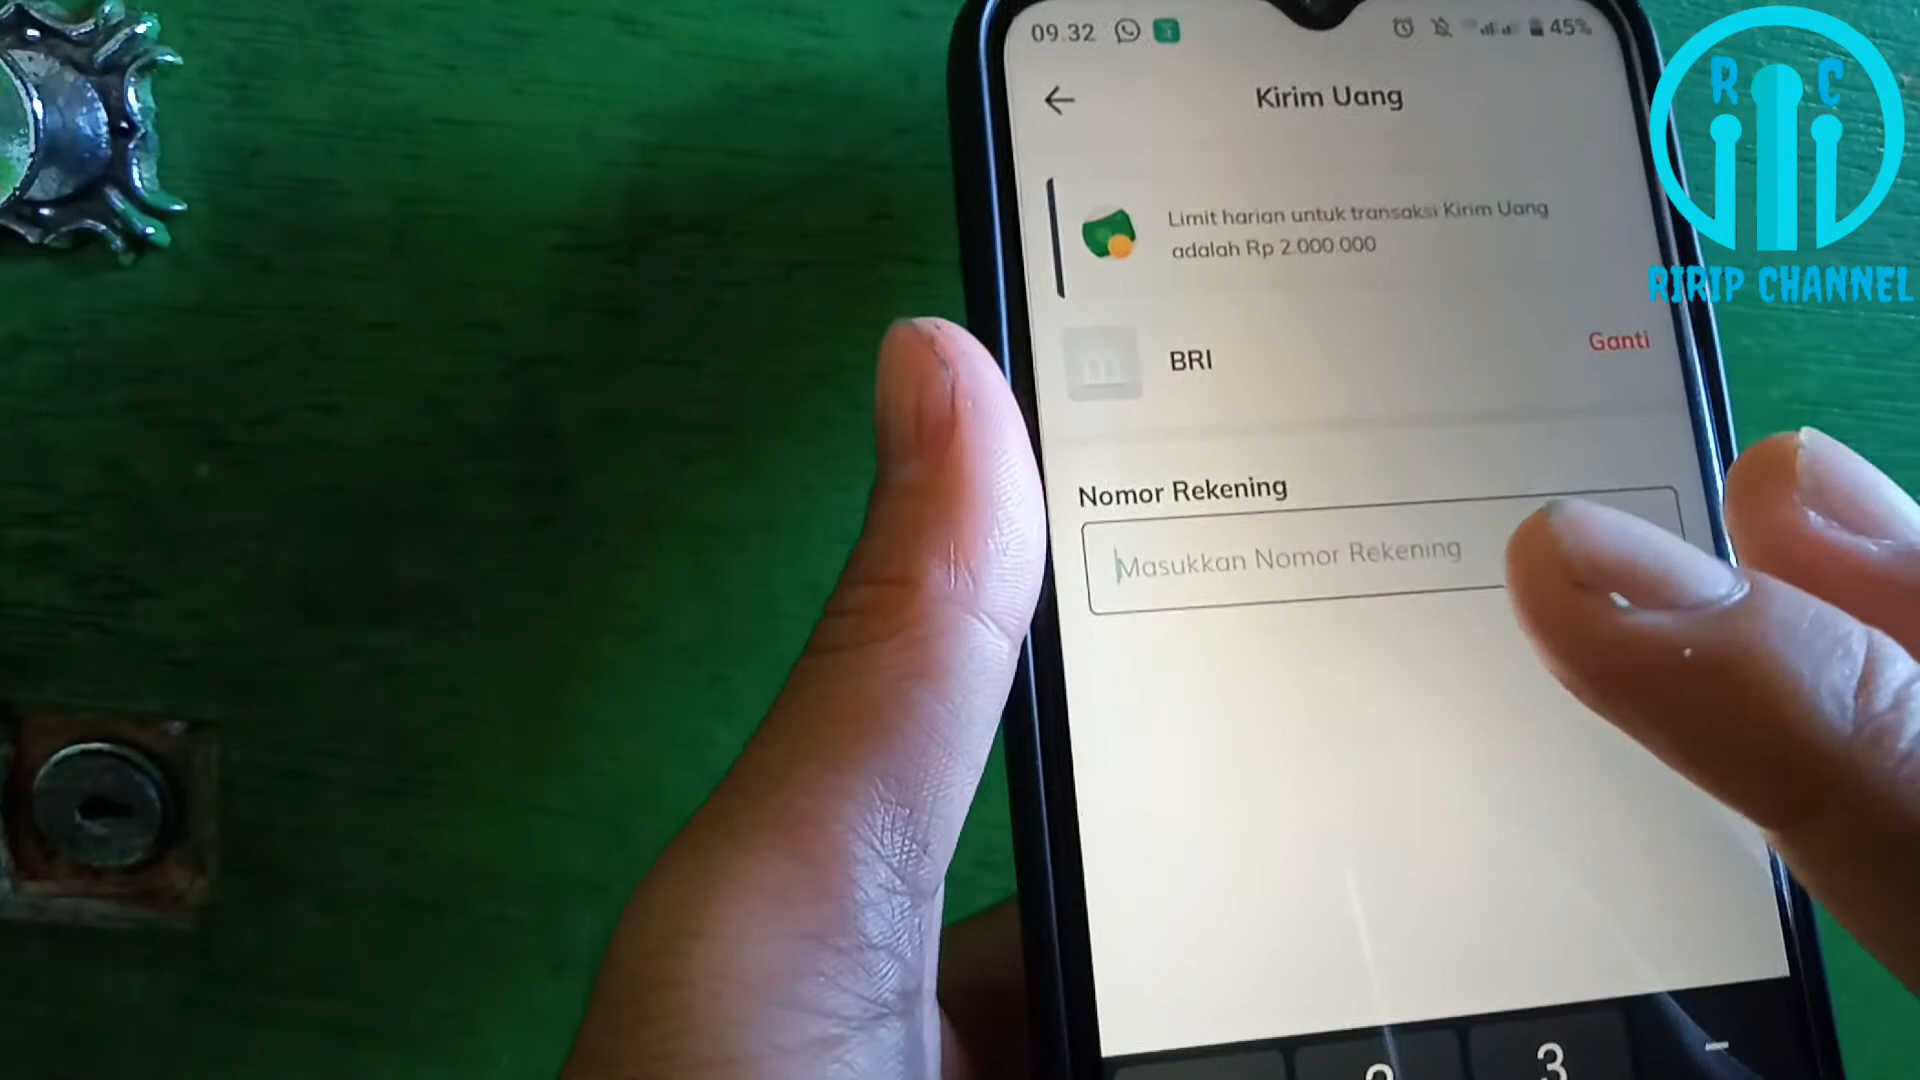 09.32
45%
Kirim Uang
Limit harian untuk transaksi Kirim Uang
adalah Rp 2.000.000
BRI
Ganti
Nomor Rekening
Masukkan Nomor Rekening
3
R C
RIRIP CHANNEL